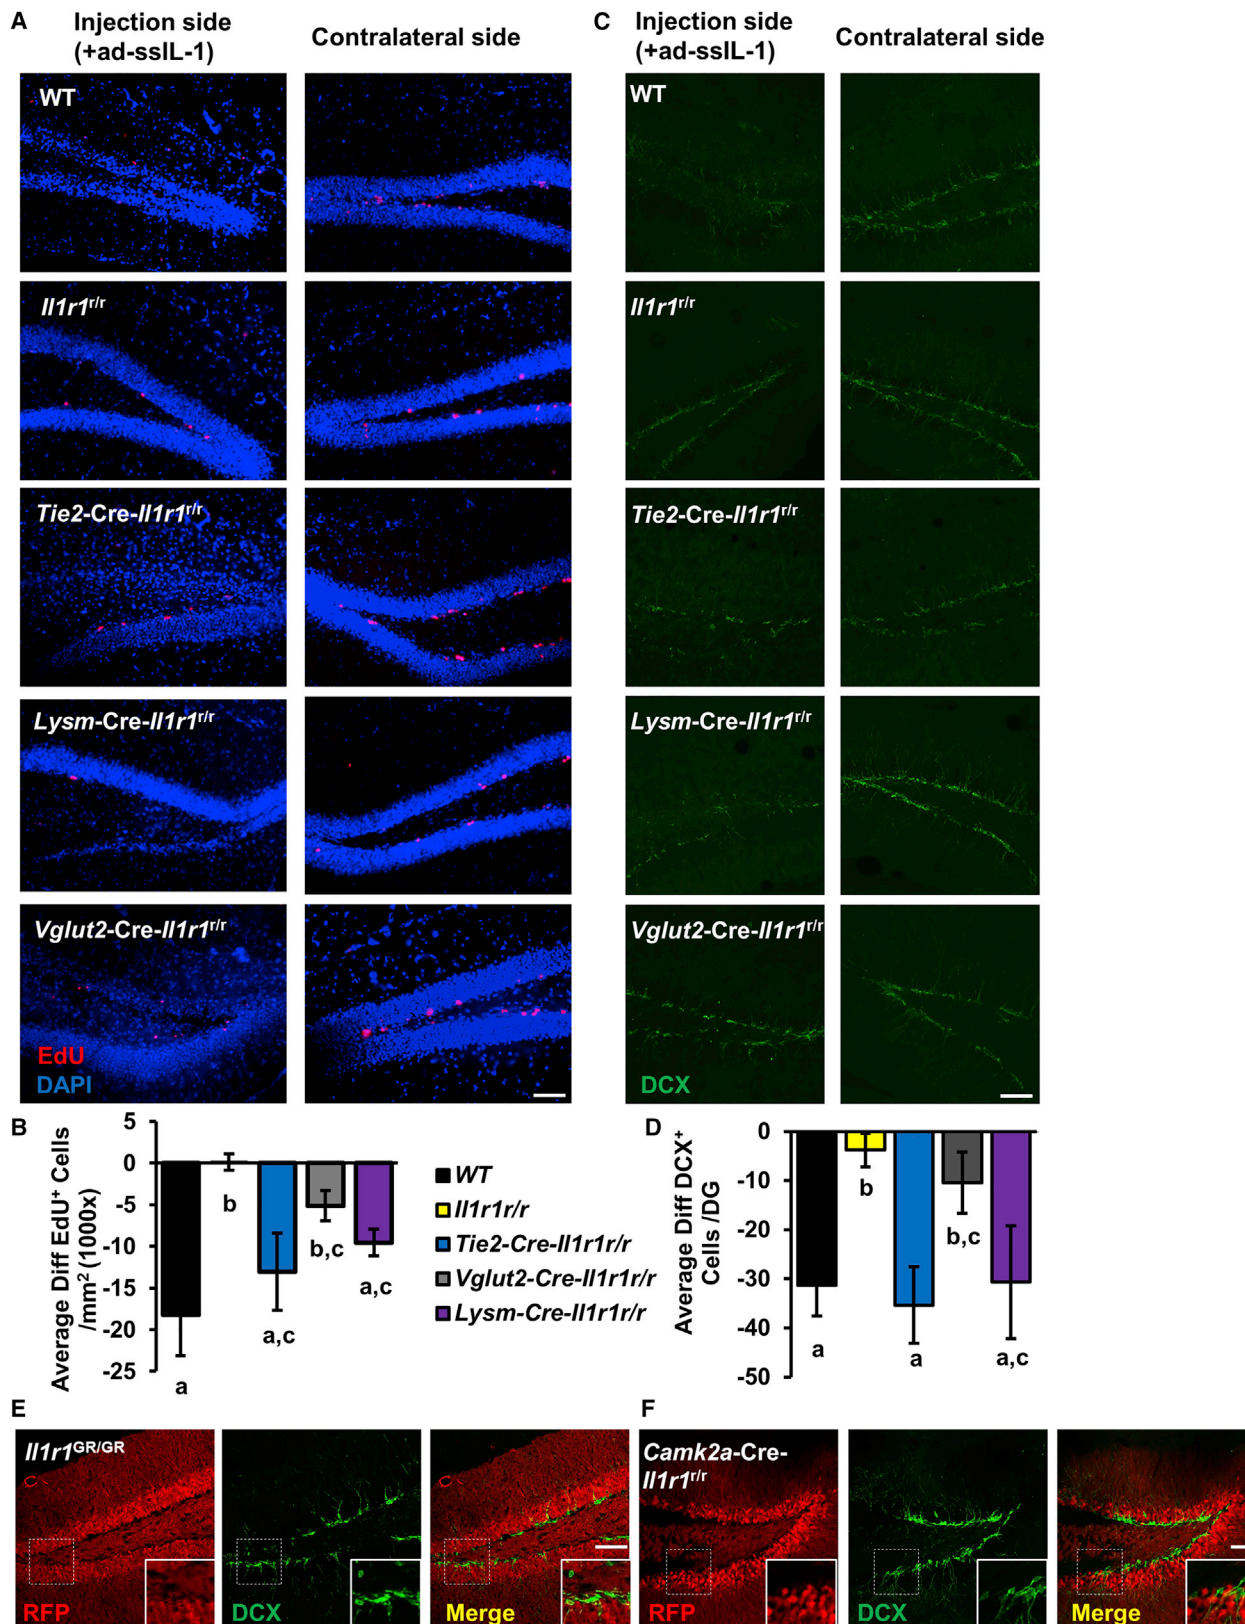 A
Injection side
(+ad-ssIL-1)
Contralateral side
WT
Il1r1r/r
Tie2-Cre-Il1r1r/r
Lysm-Cre-Il1r1r/r
Vglut2-Cre-Il1r1r/r
EdU
DAPI
C
Injection side
(+ad-ssIL-1)
Contralateral side
WT
Il1r1r/r
Tie2-Cre-Il1r1r/r
Lysm-Cre-Il1r1r/r
Vglut2-Cre-Il1r1r/r
DCX
B
Average Diff EdU+ Cells
/mm2 (1000x)
5
0
-5
-10
-15
-20
-25
a
b
a,c
b,c
a,c
WT
Il1r1r/r
Tie2-Cre-Il1r1r/r
Vglut2-Cre-Il1r1r/r
Lysm-Cre-Il1r1r/r
D
Average Diff DCX+
Cells /DG
0
-10
-20
-30
-40
-50
a
b
a
b,c
a,c
E
Il1r1GR/GR
RFP
DCX
Merge
F
Camk2a-Cre-
Il1r1r/r
RFP
DCX
Merge